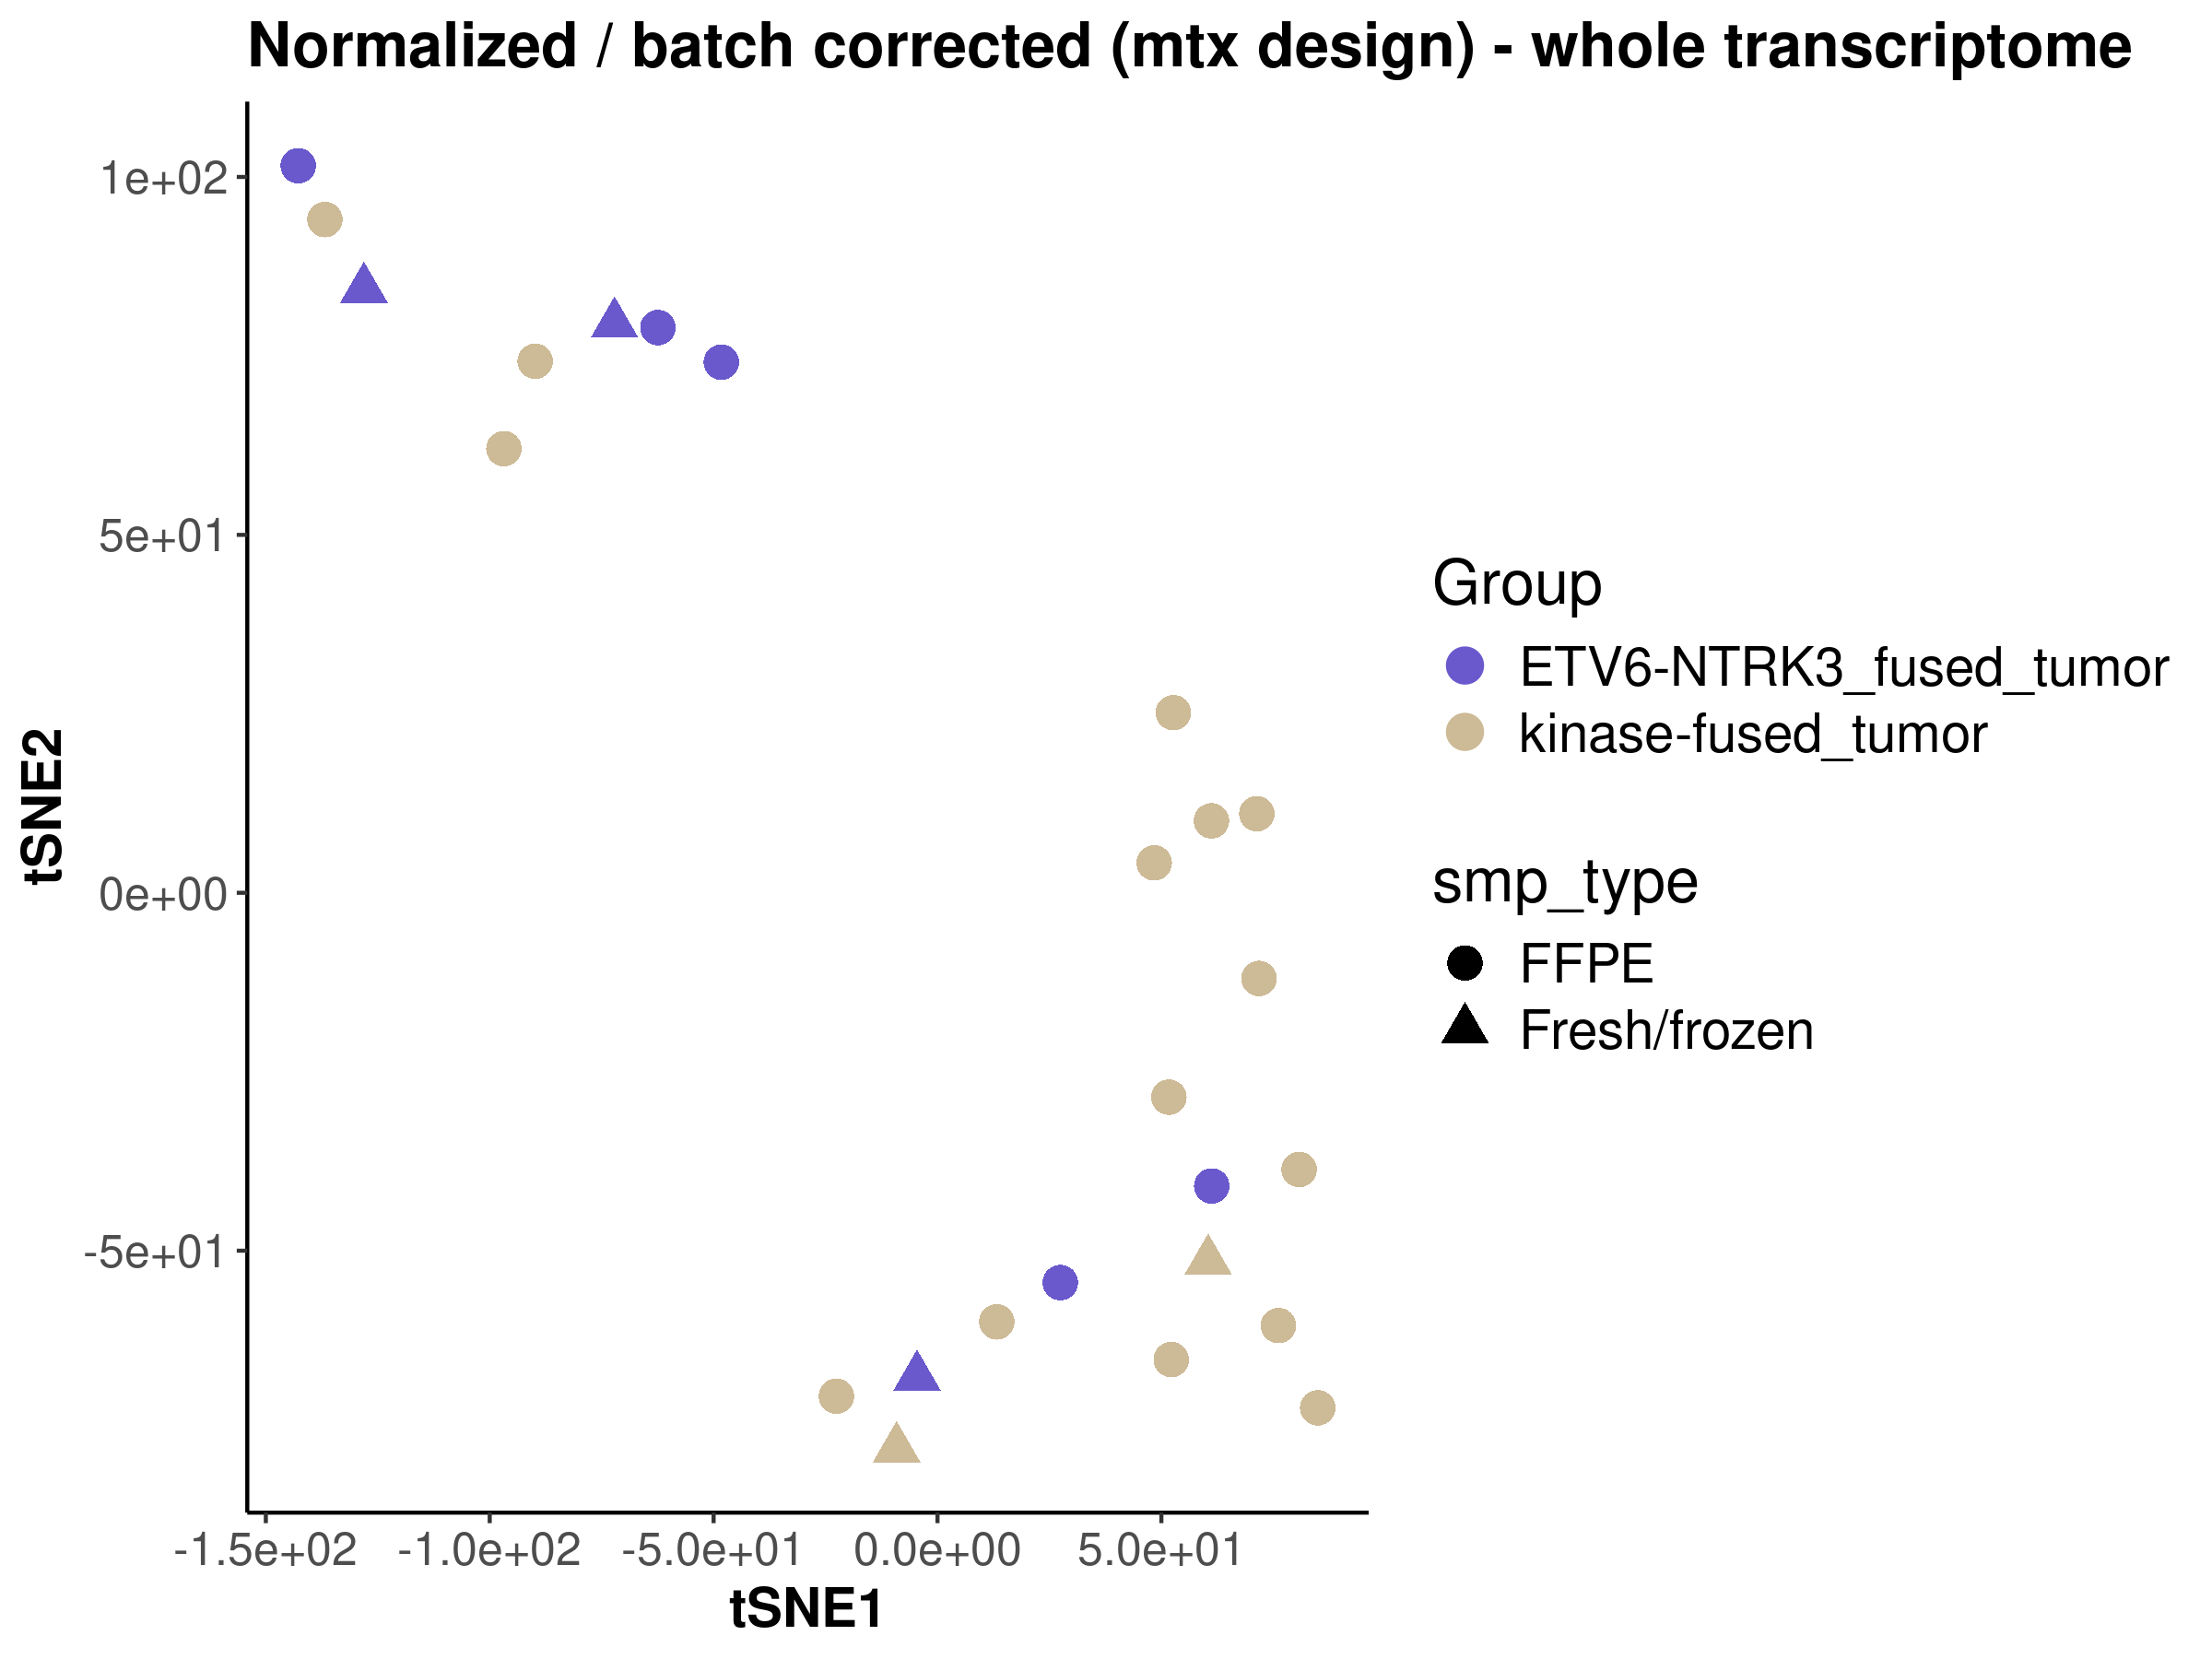 Normalized / batch corrected (mtx design) - whole transcriptome
1e+02
5e+01
0e+00
-5e+01
tSNE2
-1.5e+02 -1.0e+02 -5.0e+01 0.0e+00 5.0e+01
tSNE1
Group
ETV6-NTRK3_fused_tumor
kinase-fused_tumor
smp_type
FFPE
Fresh/frozen